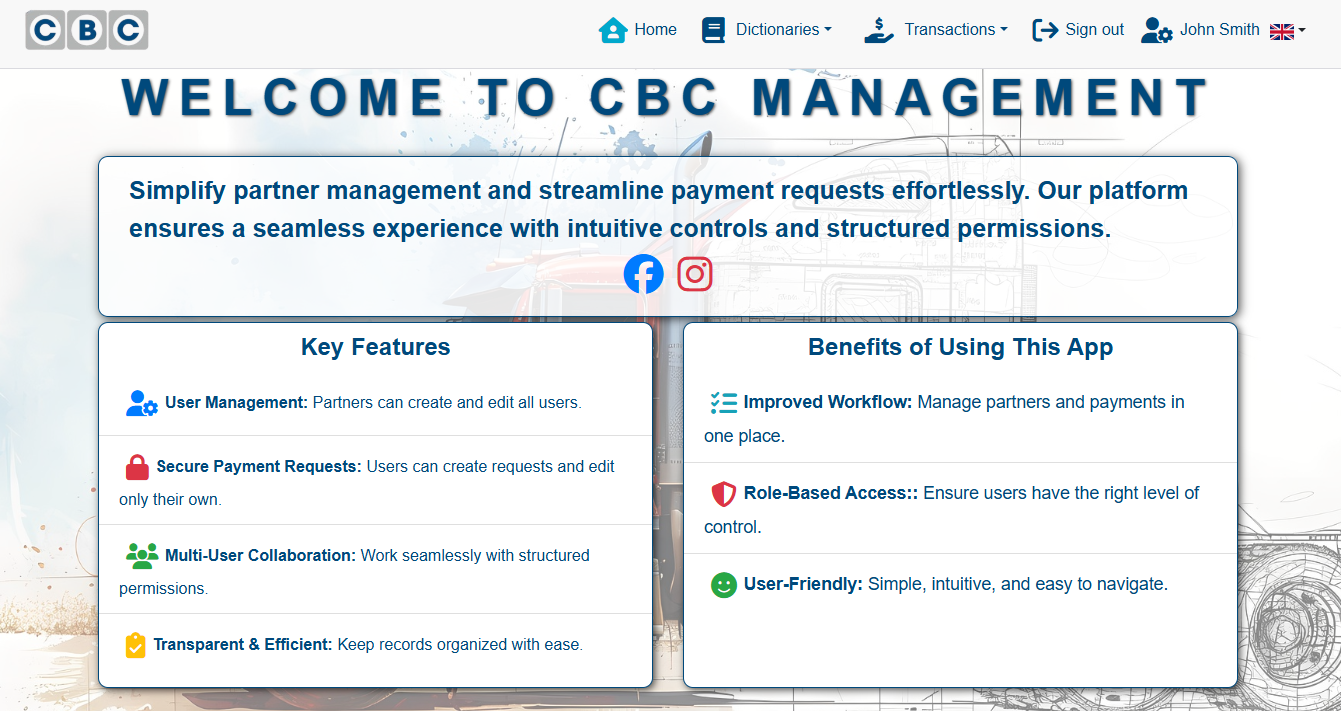 CBC Home Dictionaries Transactions Sign out John Smith
WELCOME TO CBC MANAGEMENT
Simplify partner management and streamline payment requests effortlessly. Our platform
ensures a seamless experience with intuitive controls and structured permissions.
Key Features
User Management: Partners can create and edit all users.
Secure Payment Requests: Users can create requests and edit
only their own.
Multi-User Collaboration: Work seamlessly with structured
permissions.
Transparent & Efficient: Keep records organized with ease.
Benefits of Using This App
Improved Workflow: Manage partners and payments in
one place.
Role-Based Access:: Ensure users have the right level of
control.
User-Friendly: Simple, intuitive, and easy to navigate.